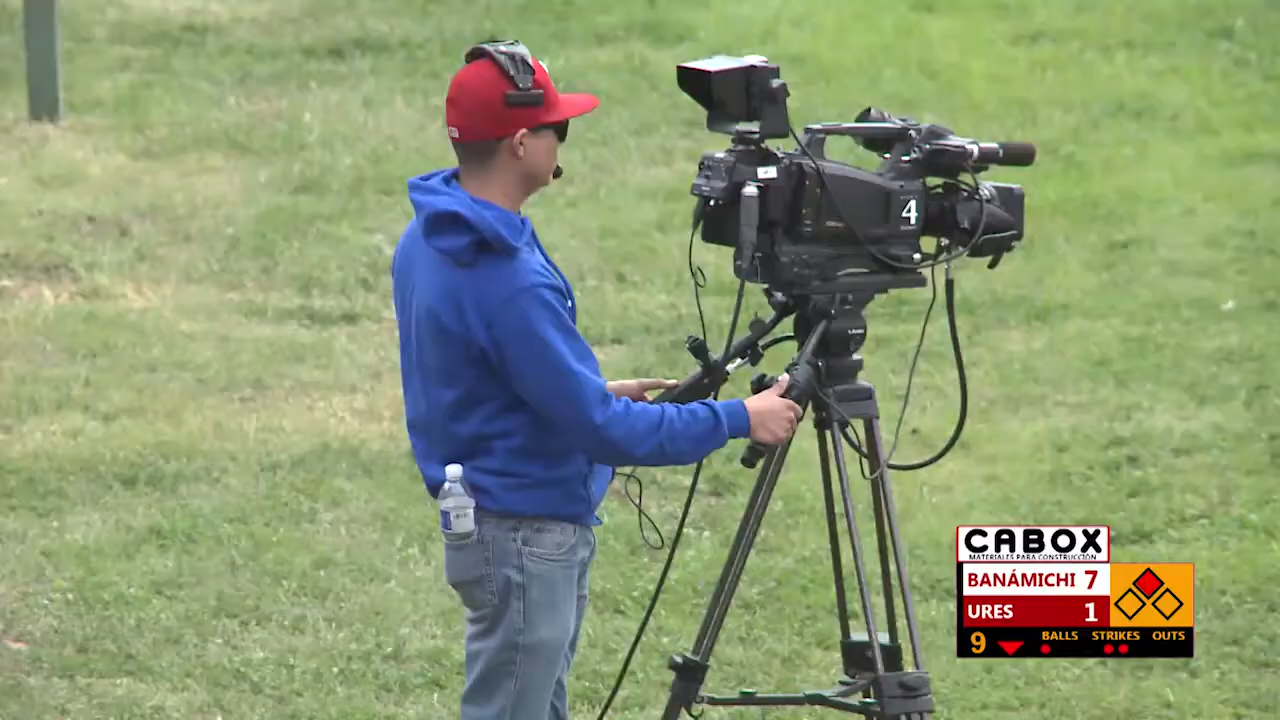 4
CABOX
MATERIALES PARA CONSTRUCCIÓN
BANÁMICHI 7
URES 1
9 BALLS STRIKES OUTS